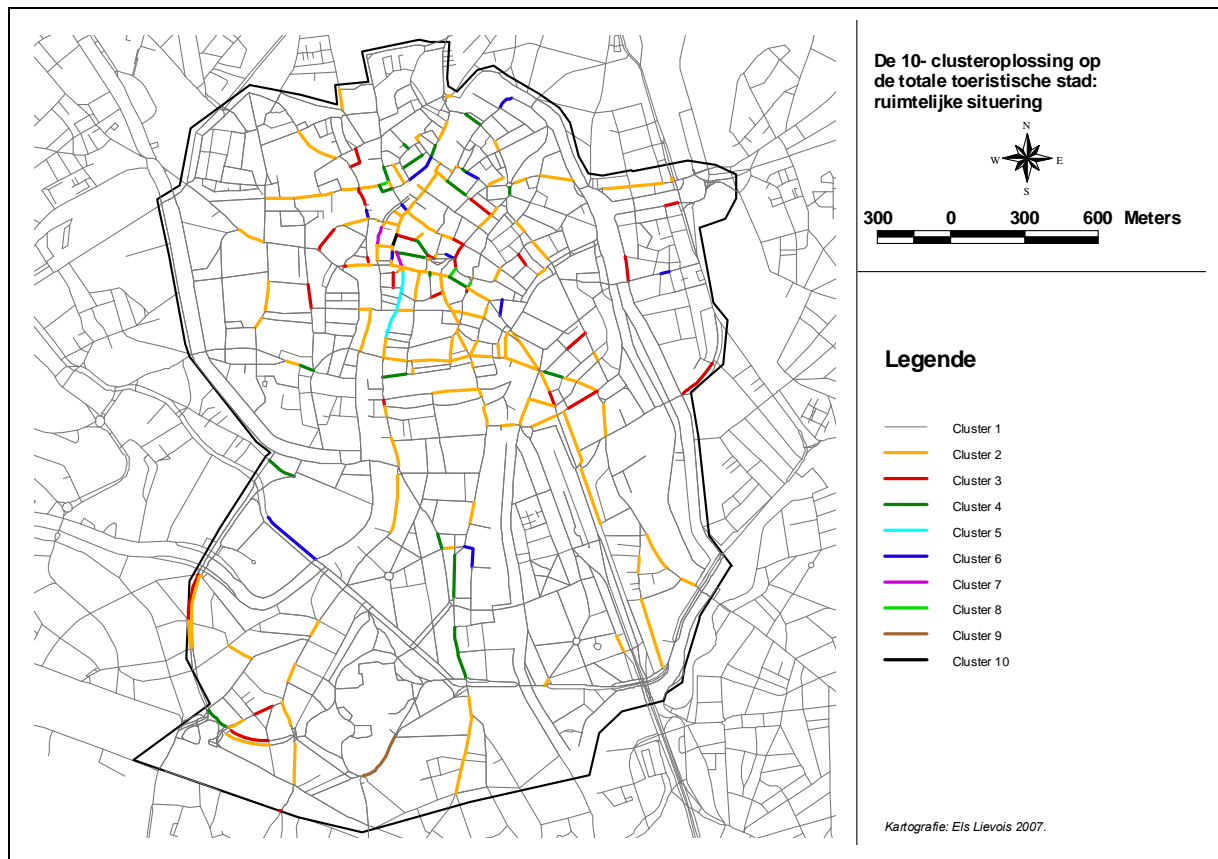 De 10- clusteroplossing op
de totale toeristische stad:
ruimtelijke situering
N
W E
S
300 0 300 600 Meters
Legende
Cluster 1
Cluster 2
Cluster 3
Cluster 4
Cluster 5
Cluster 6
Cluster 7
Cluster 8
Cluster 9
Cluster 10
Kartografie: Els Lievois 2007.